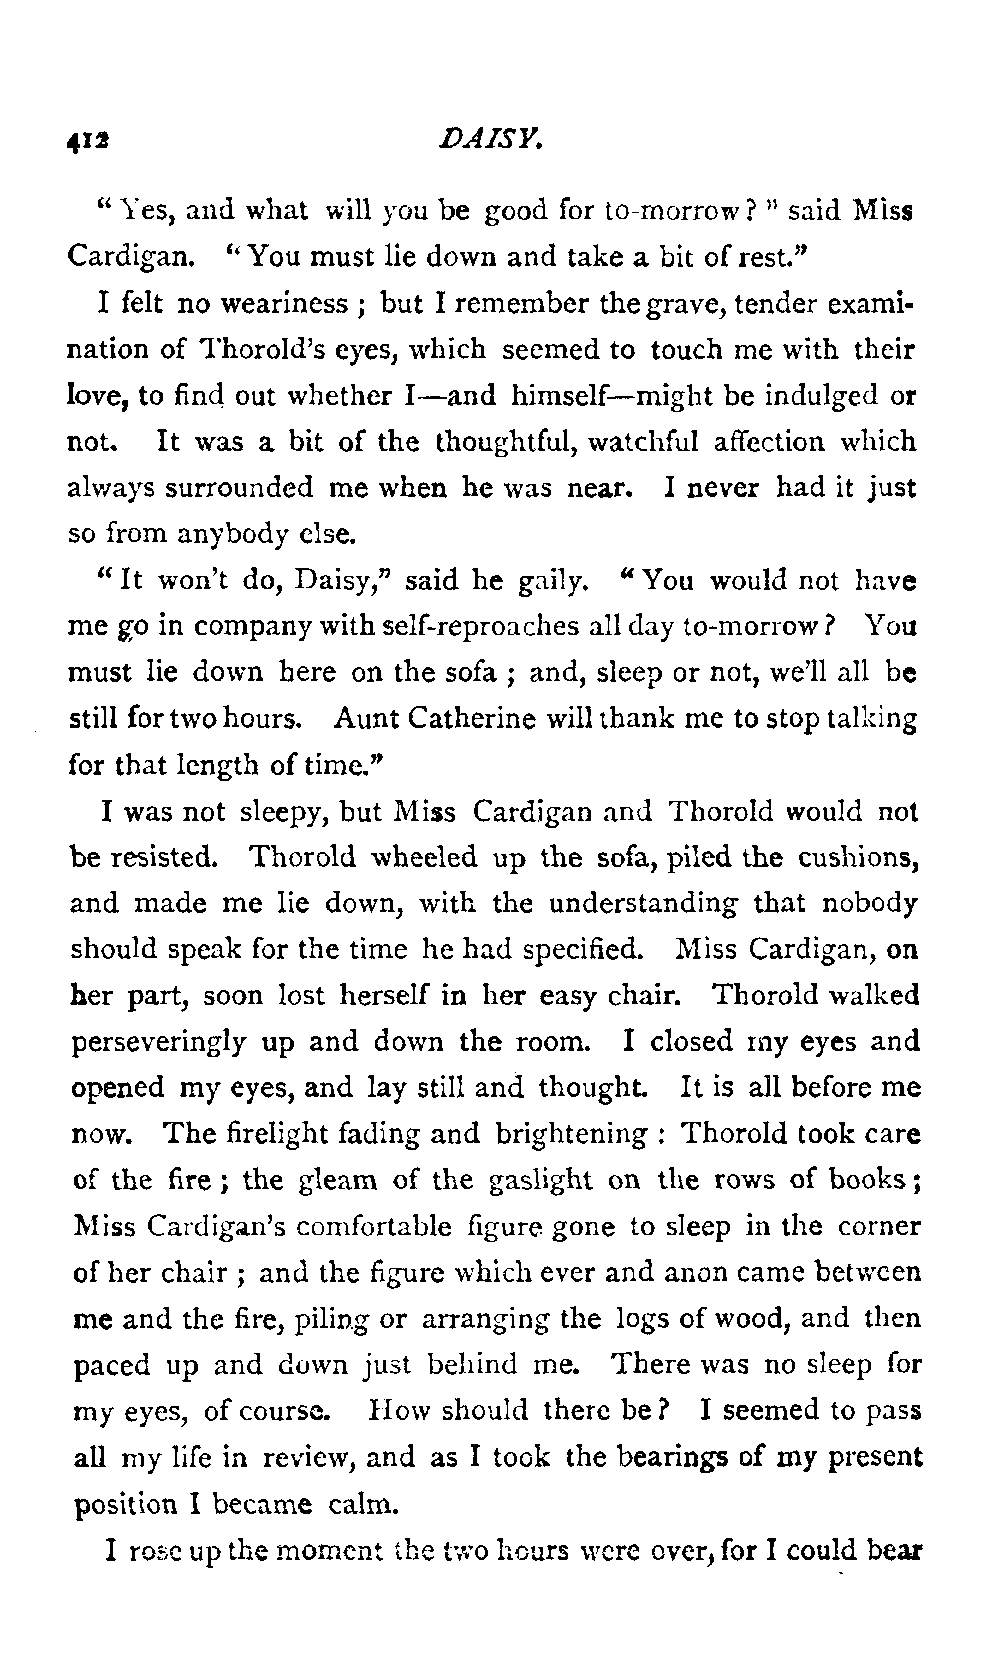 412 DAISY.
“Yes, and what will you be good for to-morrow?” said Miss
Cardigan. “You must lie down and take a bit of rest.”
I felt no weariness; but I remember the grave, tender exami-
nation of Thorold's eyes, which seemed to touch me with their
love, to find out whether I—and himself—might be indulged or
not. It was a bit of the thoughtful, watchful affection which
always surrounded me when he was near. I never had it just
so from anybody else.
“It won't do, Daisy,” said he gaily. “You would not have
me go in company with self-reproaches all day to-morrow? You
must lie down here on the sofa; and, sleep or not, we'll all be
still for two hours. Aunt Catherine will thank me to stop talking
for that length of time.”
I was not sleepy, but Miss Cardigan and Thorold would not
be resisted. Thorold wheeled up the sofa, piled the cushions,
and made me lie down, with the understanding that nobody
should speak for the time he had specified. Miss Cardigan, on
her part, soon lost herself in her easy chair. Thorold walked
perseveringly up and down the room. I closed my eyes and
opened my eyes, and lay still and thought. It is all before me
now. The firelight fading and brightening: Thorold took care
of the fire; the gleam of the gaslight on the rows of books;
Miss Cardigan's comfortable figure gone to sleep in the corner
of her chair; and the figure which ever and anon came between
me and the fire, piling or arranging the logs of wood, and then
paced up and down just behind me. There was no sleep for
my eyes, of course. How should there be? I seemed to pass
all my life in review, and as I took the bearings of my present
position I became calm.
I rose up the moment the two hours were over, for I could bear